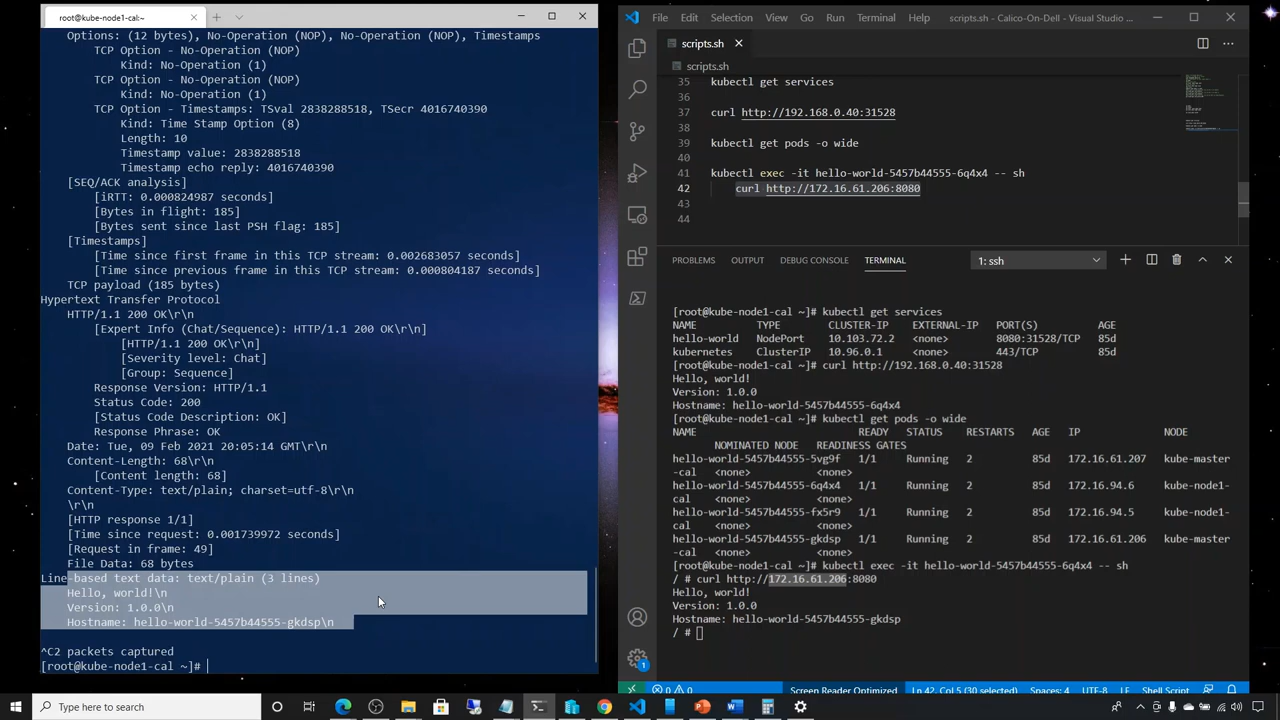 root@kube-node1-cal:~
Options: (12 bytes), No-Operation (NOP), No-Operation (NOP), Timestamps
TCP Option - No-Operation (NOP)
Kind: No-Operation (1)
TCP Option - No-Operation (NOP)
Kind: No-Operation (1)
TCP Option - Timestamps: TSval 2838288518, TSecr 4016740390
Kind: Time Stamp Option (8)
Length: 10
Timestamp value: 2838288518
Timestamp echo reply: 4016740390
[SEQ/ACK analysis]
[iRTT: 0.000824987 seconds]
[Bytes in flight: 185]
[Bytes sent since last PSH flag: 185]
[Timestamps]
[Time since first frame in this TCP stream: 0.002683057 seconds]
[Time since previous frame in this TCP stream: 0.000804187 seconds]
TCP payload (185 bytes)
Hypertext Transfer Protocol
HTTP/1.1 200 OK\r\n
[Expert Info (Chat/Sequence): HTTP/1.1 200 OK\r\n]
[HTTP/1.1 200 OK\r\n]
[Severity level: Chat]
[Group: Sequence]
Response Version: HTTP/1.1
Status Code: 200
[Status Code Description: OK]
Response Phrase: OK
Date: Tue, 09 Feb 2021 20:05:14 GMT\r\n
Content-Length: 68\r\n
[Content length: 68]
Content-Type: text/plain; charset=utf-8\r\n
\r\n
[HTTP response 1/1]
[Time since request: 0.001739972 seconds]
[Request in frame: 49]
File Data: 68 bytes
Line-based text data: text/plain (3 lines)
Hello, world!\n
Version: 1.0.0\n
Hostname: hello-world-5457b44555-gkdsp\n
^C2 packets captured
[root@kube-node1-cal ~]#
File Edit Selection View Go Run Terminal Help scripts.sh - Calico-On-Dell - Visual Studio ...
scripts.sh
scripts.sh
35 kubectl get services
36
37 curl http://192.168.0.40:31528
38
39 kubectl get pods -o wide
40
41 kubectl exec -it hello-world-5457b44555-6q4x4 -- sh
42 curl http://172.16.61.206:8080
43
44
PROBLEMS OUTPUT DEBUG CONSOLE TERMINAL 1: ssh
[root@kube-node1-cal ~]# kubectl get services
NAME TYPE CLUSTER-IP EXTERNAL-IP PORT(S) AGE
hello-world NodePort 10.103.72.2 <none> 8080:31528/TCP 85d
kubernetes ClusterIP 10.96.0.1 <none> 443/TCP 85d
[root@kube-node1-cal ~]# curl http://192.168.0.40:31528
Hello, world!
Version: 1.0.0
Hostname: hello-world-5457b44555-6q4x4
[root@kube-node1-cal ~]# kubectl get pods -o wide
NAME READY STATUS RESTARTS AGE IP NODE
NOMINATED NODE READINESS GATES
hello-world-5457b44555-5vg9f 1/1 Running 2 85d 172.16.61.207 kube-master
-cal <none> <none>
hello-world-5457b44555-6q4x4 1/1 Running 2 85d 172.16.94.6 kube-node1-
cal <none> <none>
hello-world-5457b44555-fx5r9 1/1 Running 2 85d 172.16.94.5 kube-node1-
cal <none> <none>
hello-world-5457b44555-gkdsp 1/1 Running 2 85d 172.16.61.206 kube-master
-cal <none> <none>
[root@kube-node1-cal ~]# kubectl exec -it hello-world-5457b44555-6q4x4 -- sh
/ # curl http://172.16.61.206:8080
Hello, world!
Version: 1.0.0
Hostname: hello-world-5457b44555-gkdsp
/ #
1
0 0 Screen Reader Optimized Ln 42, Col 5 (30 selected) Spaces: 4 UTF-8 LF Shell Script
Type here to search